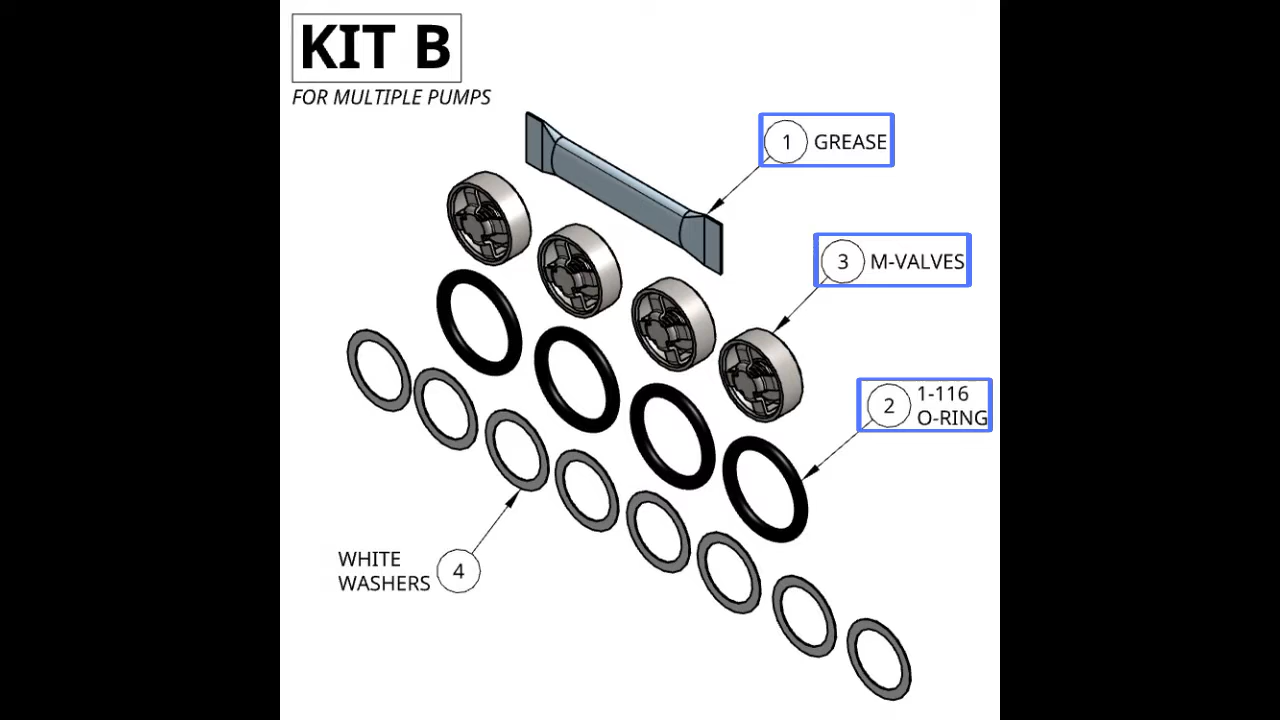 KIT B
FOR MULTIPLE PUMPS
1 GREASE
3 M-VALVES
2 1-116
O-RING
WHITE
WASHERS 4